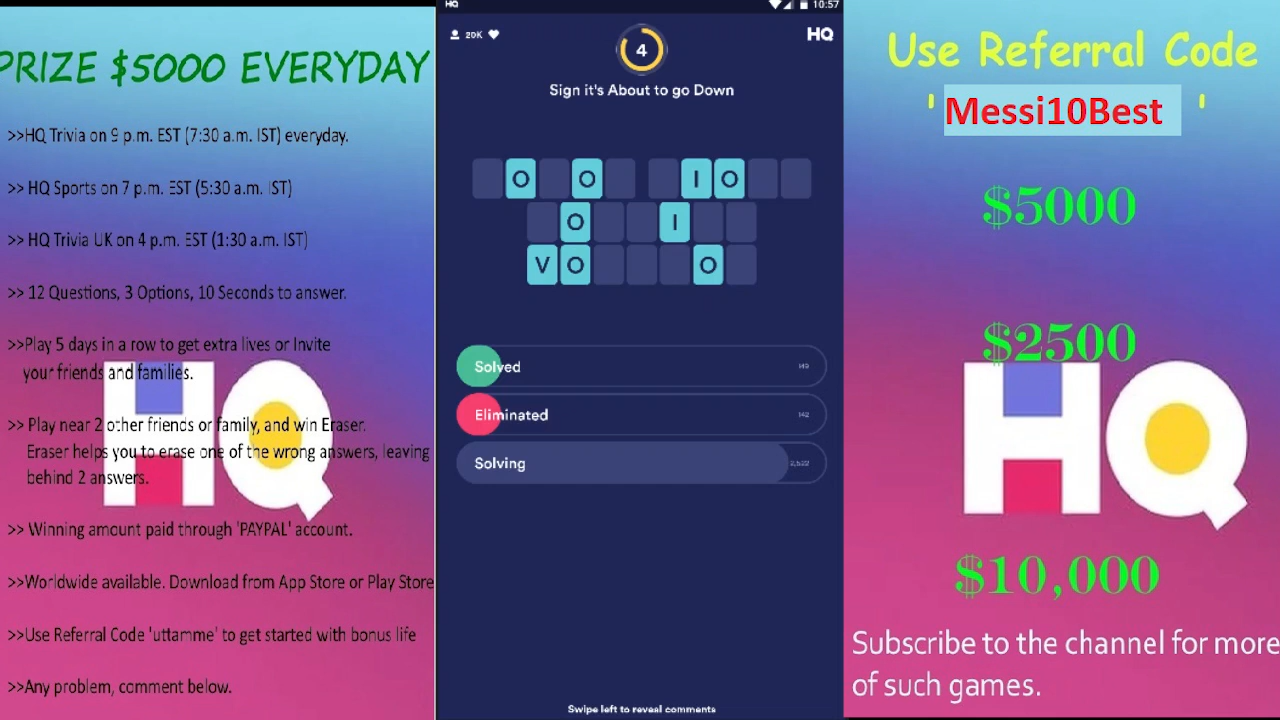 PRIZE $5000 EVERYDAY
>>HQ Trivia on 9 p.m. EST (7:30 a.m. IST) everyday.
>> HQ Sports on 7 p.m. EST (5:30 a.m. IST)
>> HQ Trivia UK on 4 p.m. EST (1:30 a.m. IST)
>> 12 Questions, 3 Options, 10 Seconds to answer.
>>Play 5 days in a row to get extra lives or Invite
your friends and families.
>> Play near 2 other friends or family, and win Eraser.
Eraser helps you to erase one of the wrong answers, leaving
behind 2 answers.
>> Winning amount paid through 'PAYPAL' account.
>>Worldwide available. Download from App Store or Play Store
>>Use Referral Code 'uttamme' to get started with bonus life
>>Any problem, comment below.
HQ
HQ
10:57
20K
HQ
4
Sign it's About to go Down
O O I O
O I
V O O
Solved
Eliminated 142
Solving
Swipe left to reveal comments
Use Referral Code
' Messi10Best '
$5000
$2500
HQ
$10,000
Subscribe to the channel for more
of such games.